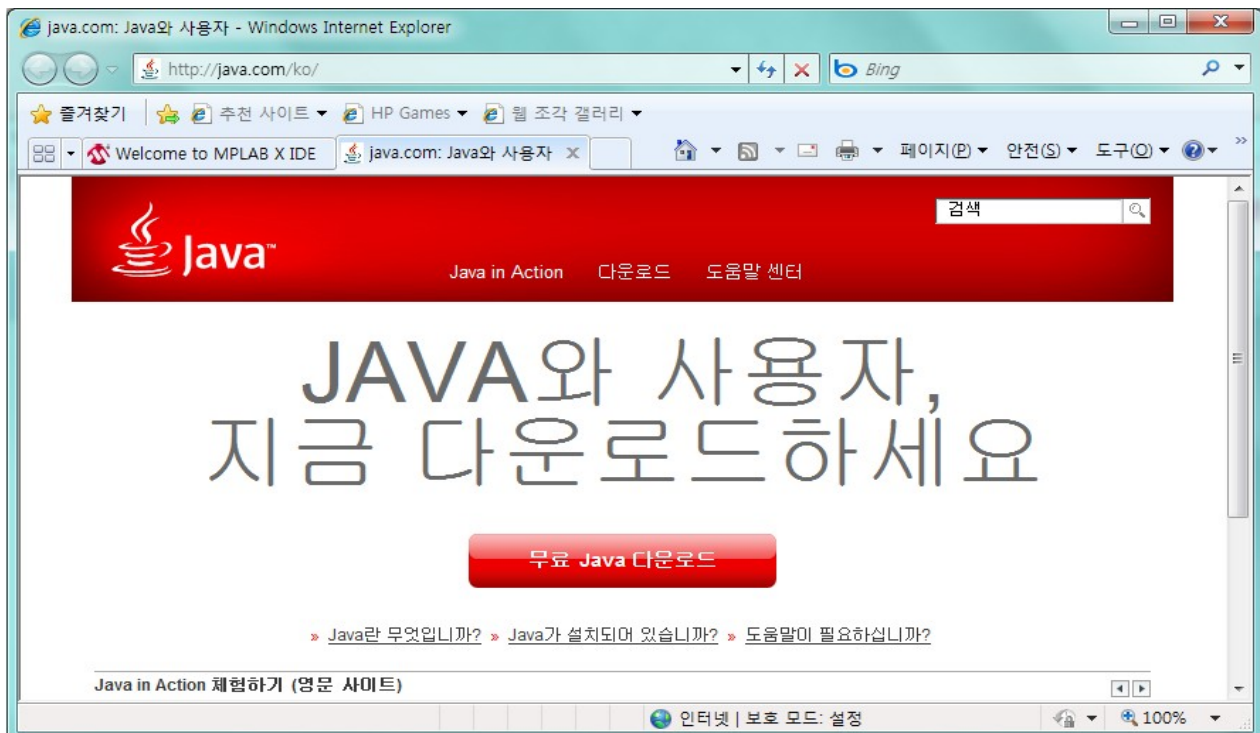 java.com: Java와 사용자 - Windows Internet Explorer
http://java.com/ko/ Bing
즐겨찾기 추천 사이트 HP Games 웹 조각 갤러리
Welcome to MPLAB X IDE java.com: Java와 사용자 페이지(P) 안전(S) 도구(O)
검색
Java™
Java in Action 다운로드 도움말 센터
JAVA와 사용자,
지금 다운로드하세요
무료 Java 다운로드
» Java란 무엇입니까? » Java가 설치되어 있습니까? » 도움말이 필요하십니까?
Java in Action 체험하기 (영문 사이트)
인터넷 | 보호 모드: 설정 100%